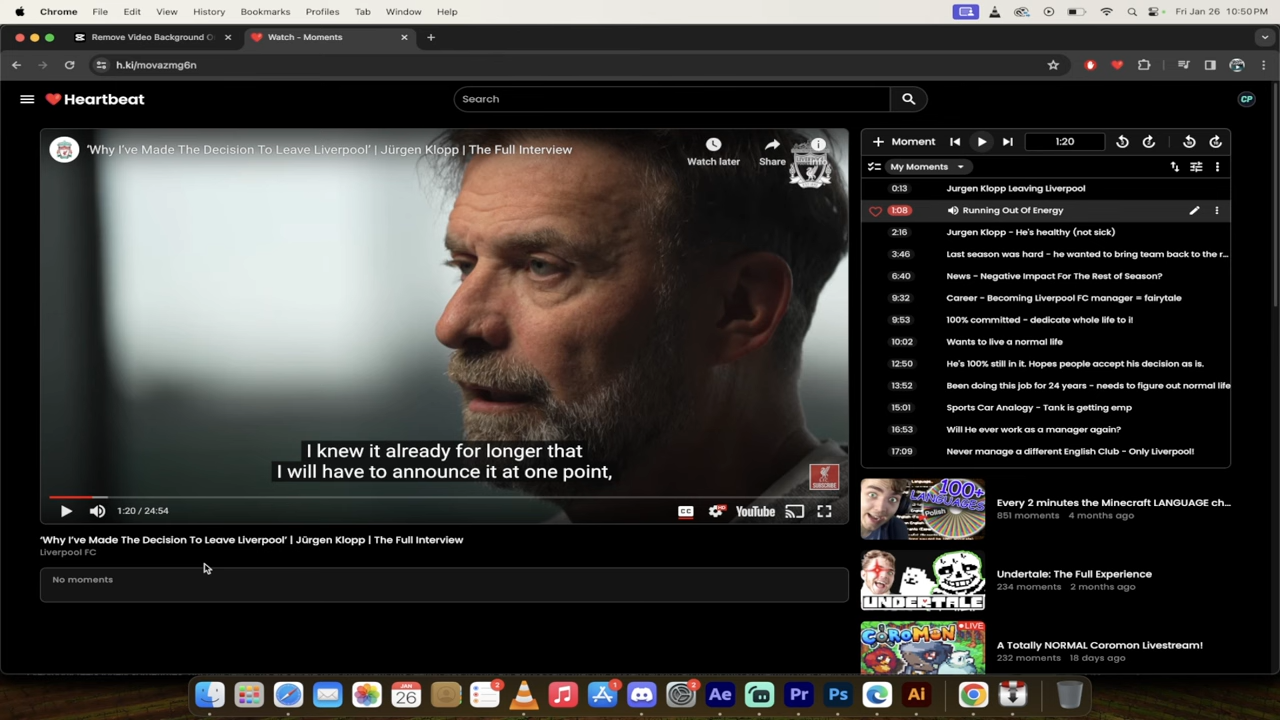 Chrome File Edit View History Bookmarks Profiles Tab Window Help Fri Jan 26 10:50 PM
Remove Video Background O
Watch - Moments
h.ki/movazmg6n
Heartbeat
Search
CP
'Why I've Made The Decision To Leave Liverpool' | Jürgen Klopp | The Full Interview
Watch later Share Info
I knew it already for longer that
I will have to announce it at one point,
SUBSCRIBE
1:20 / 24:54
CC HD YouTube
'Why I've Made The Decision To Leave Liverpool' | Jürgen Klopp | The Full Interview
Liverpool FC
No moments
+ Moment 1:20
My Moments
0:13 Jurgen Klopp Leaving Liverpool
1:08 Running Out Of Energy
2:16 Jurgen Klopp - He's healthy (not sick)
3:46 Last season was hard - he wanted to bring team back to the r...
6:40 News - Negative Impact For The Rest of Season?
9:32 Career - Becoming Liverpool FC manager = fairytale
9:53 100% committed - dedicate whole life to i!
10:02 Wants to live a normal life
12:50 He's 100% still in it. Hopes people accept his decision as is.
13:52 Been doing this job for 24 years - needs to figure out normal life
15:01 Sports Car Analogy - Tank is getting emp
16:53 Will He ever work as a manager again?
17:09 Never manage a different English Club - Only Liverpool!
100+
LANGUAGES
Polish
Every 2 minutes the Minecraft LANGUAGE ch...
851 moments 4 months ago
UNDERTALE
Undertale: The Full Experience
234 moments 2 months ago
LIVE
COROMON
A Totally NORMAL Coromon Livestream!
232 moments 18 days ago
JAN
26
2
1
2
Ae
Pr
Ps
Ai